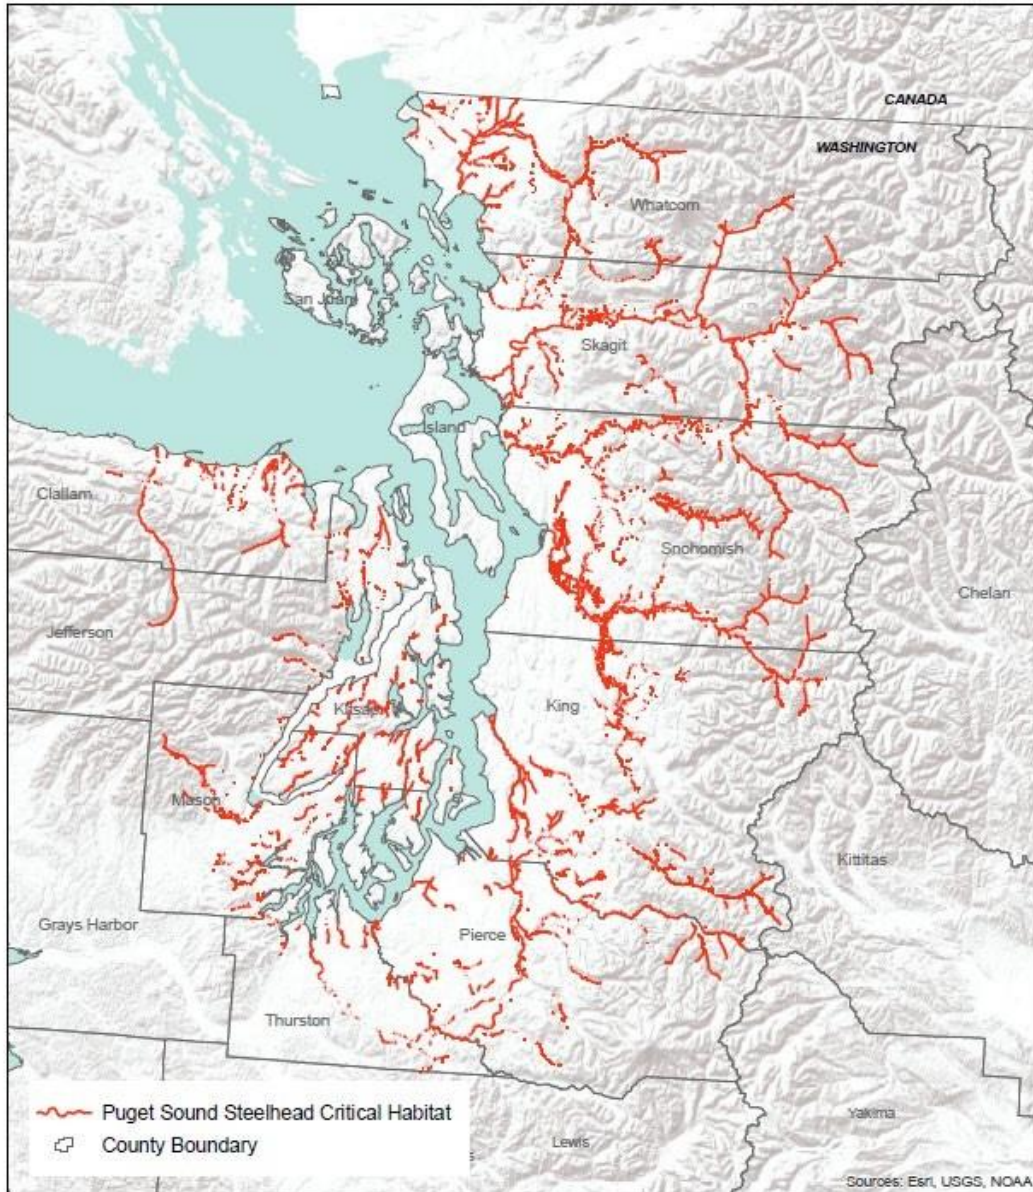 CANADA
WASHINGTON
Whatcom
San Juan
Skagit
Island
Clallam
Snohomish
Chelan
Jefferson
King
Kitsap
Mason
Kittitas
Grays Harbor
Pierce
Thurston
Puget Sound Steelhead Critical Habitat
County Boundary
Yakima
Lewis
Sources: Esri, USGS, NOAA